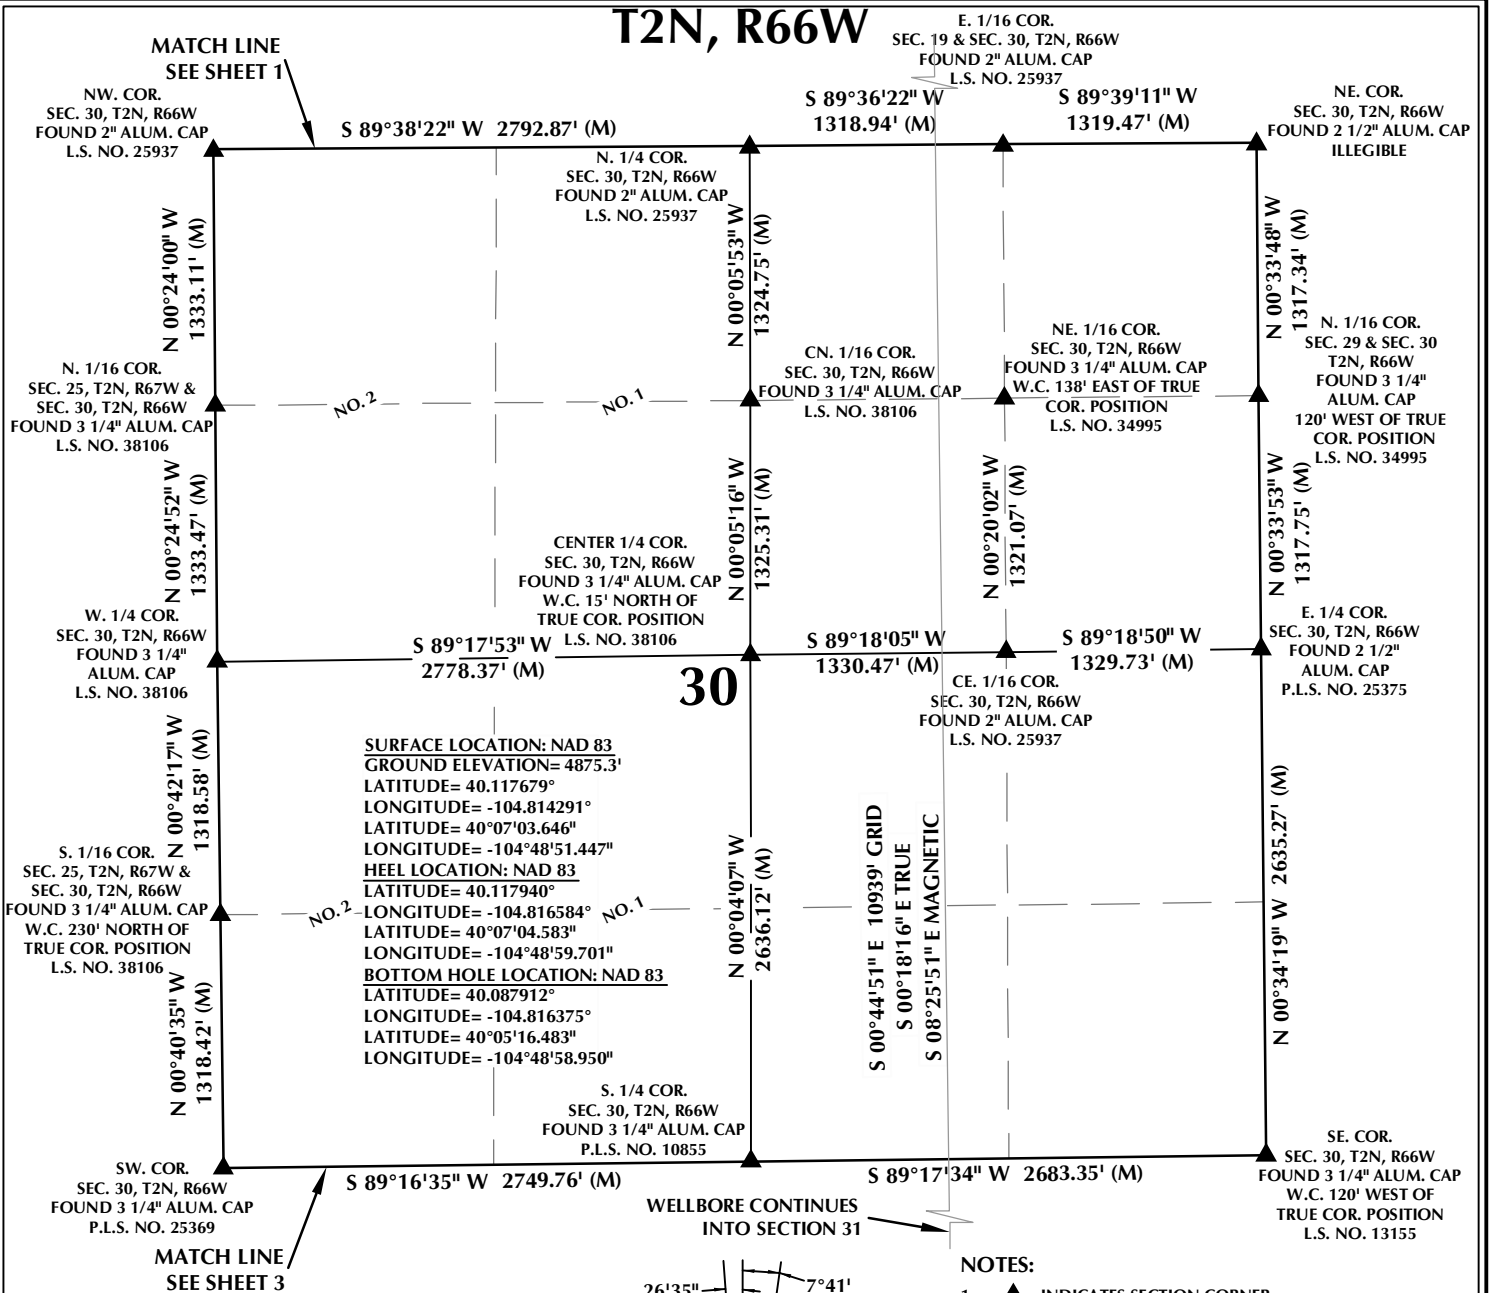 T2N, R66W
MATCH LINE
SEE SHEET 1
E. 1/16 COR.
SEC. 19 & SEC. 30, T2N, R66W
FOUND 2" ALUM. CAP
L.S. NO. 25937
NW. COR.
SEC. 30, T2N, R66W
FOUND 2" ALUM. CAP
L.S. NO. 25937
S 89°38'22" W 2792.87' (M)
S 89°36'22" W
1318.94' (M)
S 89°39'11" W
1319.47' (M)
NE. COR.
SEC. 30, T2N, R66W
FOUND 2 1/2" ALUM. CAP
ILLEGIBLE
N. 1/4 COR.
SEC. 30, T2N, R66W
FOUND 2" ALUM. CAP
L.S. NO. 25937
N 00°24'00" W
1333.11' (M)
N 00°05'53" W
1324.75' (M)
N 00°33'48" W
1317.34' (M)
N. 1/16 COR.
SEC. 25, T2N, R67W &
SEC. 30, T2N, R66W
FOUND 3 1/4" ALUM. CAP
L.S. NO. 38106
NO. 2
NO. 1
CN. 1/16 COR.
SEC. 30, T2N, R66W
FOUND 3 1/4" ALUM. CAP
L.S. NO. 38106
NE. 1/16 COR.
SEC. 30, T2N, R66W
FOUND 3 1/4" ALUM. CAP
W.C. 138' EAST OF TRUE
COR. POSITION
L.S. NO. 34995
N. 1/16 COR.
SEC. 29 & SEC. 30
T2N, R66W
FOUND 3 1/4"
ALUM. CAP
120' WEST OF TRUE
COR. POSITION
L.S. NO. 34995
N 00°24'52" W
1333.47' (M)
N 00°05'16" W
1325.31' (M)
N 00°20'02" W
1321.07' (M)
N 00°33'53" W
1317.75' (M)
CENTER 1/4 COR.
SEC. 30, T2N, R66W
FOUND 3 1/4" ALUM. CAP
W.C. 15' NORTH OF
TRUE COR. POSITION
L.S. NO. 38106
W. 1/4 COR.
SEC. 30, T2N, R66W
FOUND 3 1/4"
ALUM. CAP
L.S. NO. 38106
S 89°17'53" W
2778.37' (M)
S 89°18'05" W
1330.47' (M)
S 89°18'50" W
1329.73' (M)
E. 1/4 COR.
SEC. 30, T2N, R66W
FOUND 2 1/2"
ALUM. CAP
P.L.S. NO. 25375
30
CE. 1/16 COR.
SEC. 30, T2N, R66W
FOUND 2" ALUM. CAP
L.S. NO. 25937
N 00°42'17" W
1318.58' (M)
SURFACE LOCATION: NAD 83
GROUND ELEVATION= 4875.3'
LATITUDE= 40.117679°
LONGITUDE= -104.814291°
LATITUDE= 40°07'03.646"
LONGITUDE= -104°48'51.447"
HEEL LOCATION: NAD 83
LATITUDE= 40.117940°
LONGITUDE= -104.816584°
LATITUDE= 40°07'04.583"
LONGITUDE= -104°48'59.701"
BOTTOM HOLE LOCATION: NAD 83
LATITUDE= 40.087912°
LONGITUDE= -104.816375°
LATITUDE= 40°05'16.483"
LONGITUDE= -104°48'58.950"
S. 1/16 COR.
SEC. 25, T2N, R67W &
SEC. 30, T2N, R66W
FOUND 3 1/4" ALUM. CAP
W.C. 230' NORTH OF
TRUE COR. POSITION
L.S. NO. 38106
NO. 2
NO. 1
N 00°04'07" W
2636.12' (M)
S 00°44'51" E 10939' GRID
S 00°18'16" E TRUE
S 08°25'51" E MAGNETIC
N 00°34'19" W 2635.27' (M)
N 00°40'35" W
1318.42' (M)
S. 1/4 COR.
SEC. 30, T2N, R66W
FOUND 3 1/4" ALUM. CAP
P.L.S. NO. 10855
SW. COR.
SEC. 30, T2N, R66W
FOUND 3 1/4" ALUM. CAP
P.L.S. NO. 25369
S 89°16'35" W 2749.76' (M)
S 89°17'34" W 2683.35' (M)
SE. COR.
SEC. 30, T2N, R66W
FOUND 3 1/4" ALUM. CAP
W.C. 120' WEST OF
TRUE COR. POSITION
L.S. NO. 13155
WELLBORE CONTINUES
INTO SECTION 31
MATCH LINE
SEE SHEET 3
NOTES:
26'35"
7°41'
INDICATES SECTION CORNER